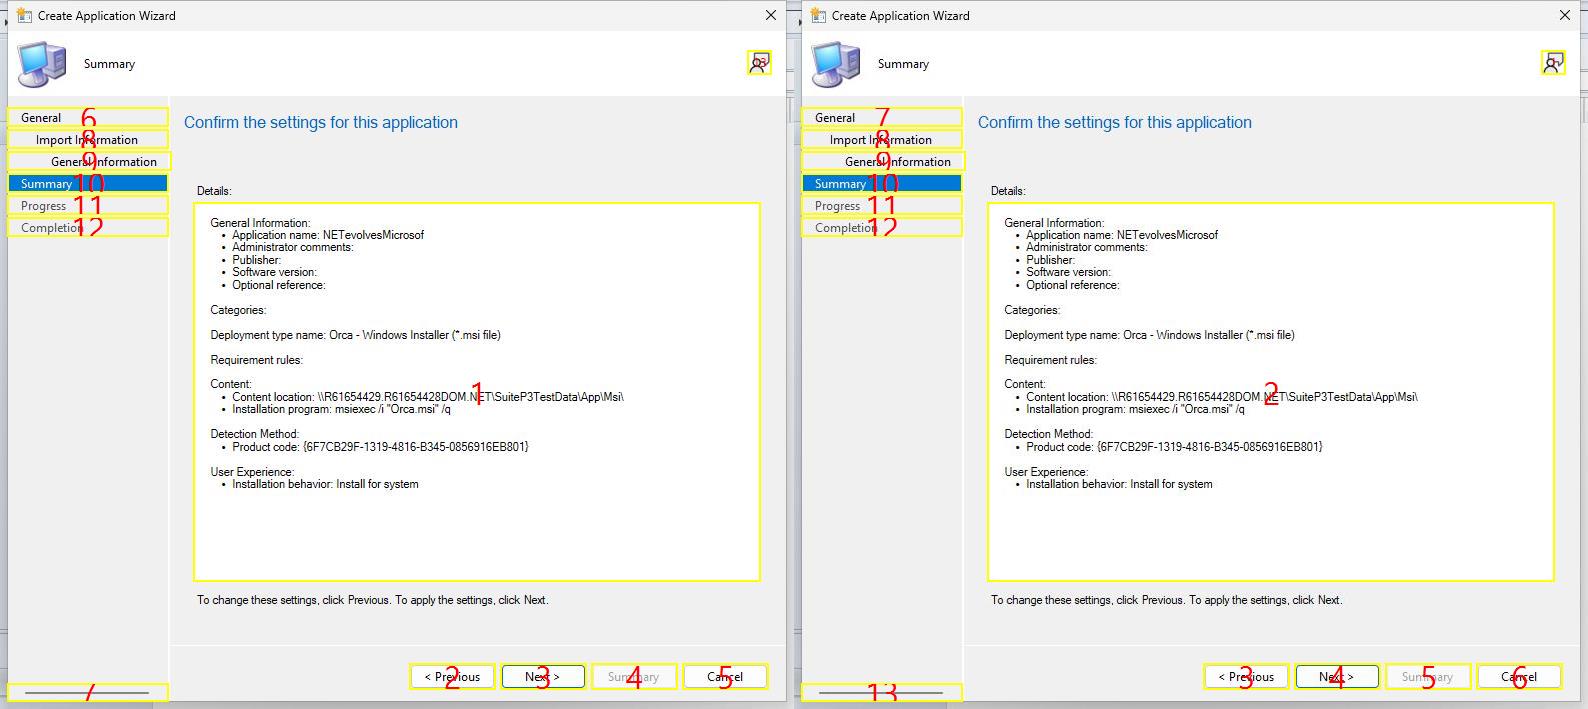 Create Application Wizard
Summary
13
General 6
Import Information 8
General Information 9
Summary 10
Progress 11
Completion 12
7
Confirm the settings for this application
Details:
General Information:
• Application name: NETevolvesMicrosof
• Administrator comments:
• Publisher:
• Software version:
• Optional reference:
Categories:
Deployment type name: Orca - Windows Installer (*.msi file)
Requirement rules:
1
Content:
• Content location: \\R61654429.R61654428DOM.NET\SuiteP3TestData\App\Msi\
• Installation program: msiexec /i "Orca.msi" /q
Detection Method:
• Product code: {6F7CB29F-1319-4816-B345-0856916EB801}
User Experience:
• Installation behavior: Install for system
To change these settings, click Previous. To apply the settings, click Next.
< Previous 2
Next > 3
Summary 4
Cancel 5
Create Application Wizard
Summary
General 7
Import Information 8
General Information 9
Summary 10
Progress 11
Completion 12
13
Confirm the settings for this application
Details:
General Information:
• Application name: NETevolvesMicrosof
• Administrator comments:
• Publisher:
• Software version:
• Optional reference:
Categories:
Deployment type name: Orca - Windows Installer (*.msi file)
Requirement rules:
2
Content:
• Content location: \\R61654429.R61654428DOM.NET\SuiteP3TestData\App\Msi\
• Installation program: msiexec /i "Orca.msi" /q
Detection Method:
• Product code: {6F7CB29F-1319-4816-B345-0856916EB801}
User Experience:
• Installation behavior: Install for system
To change these settings, click Previous. To apply the settings, click Next.
< Previous 3
Next > 4
Summary 5
Cancel 6